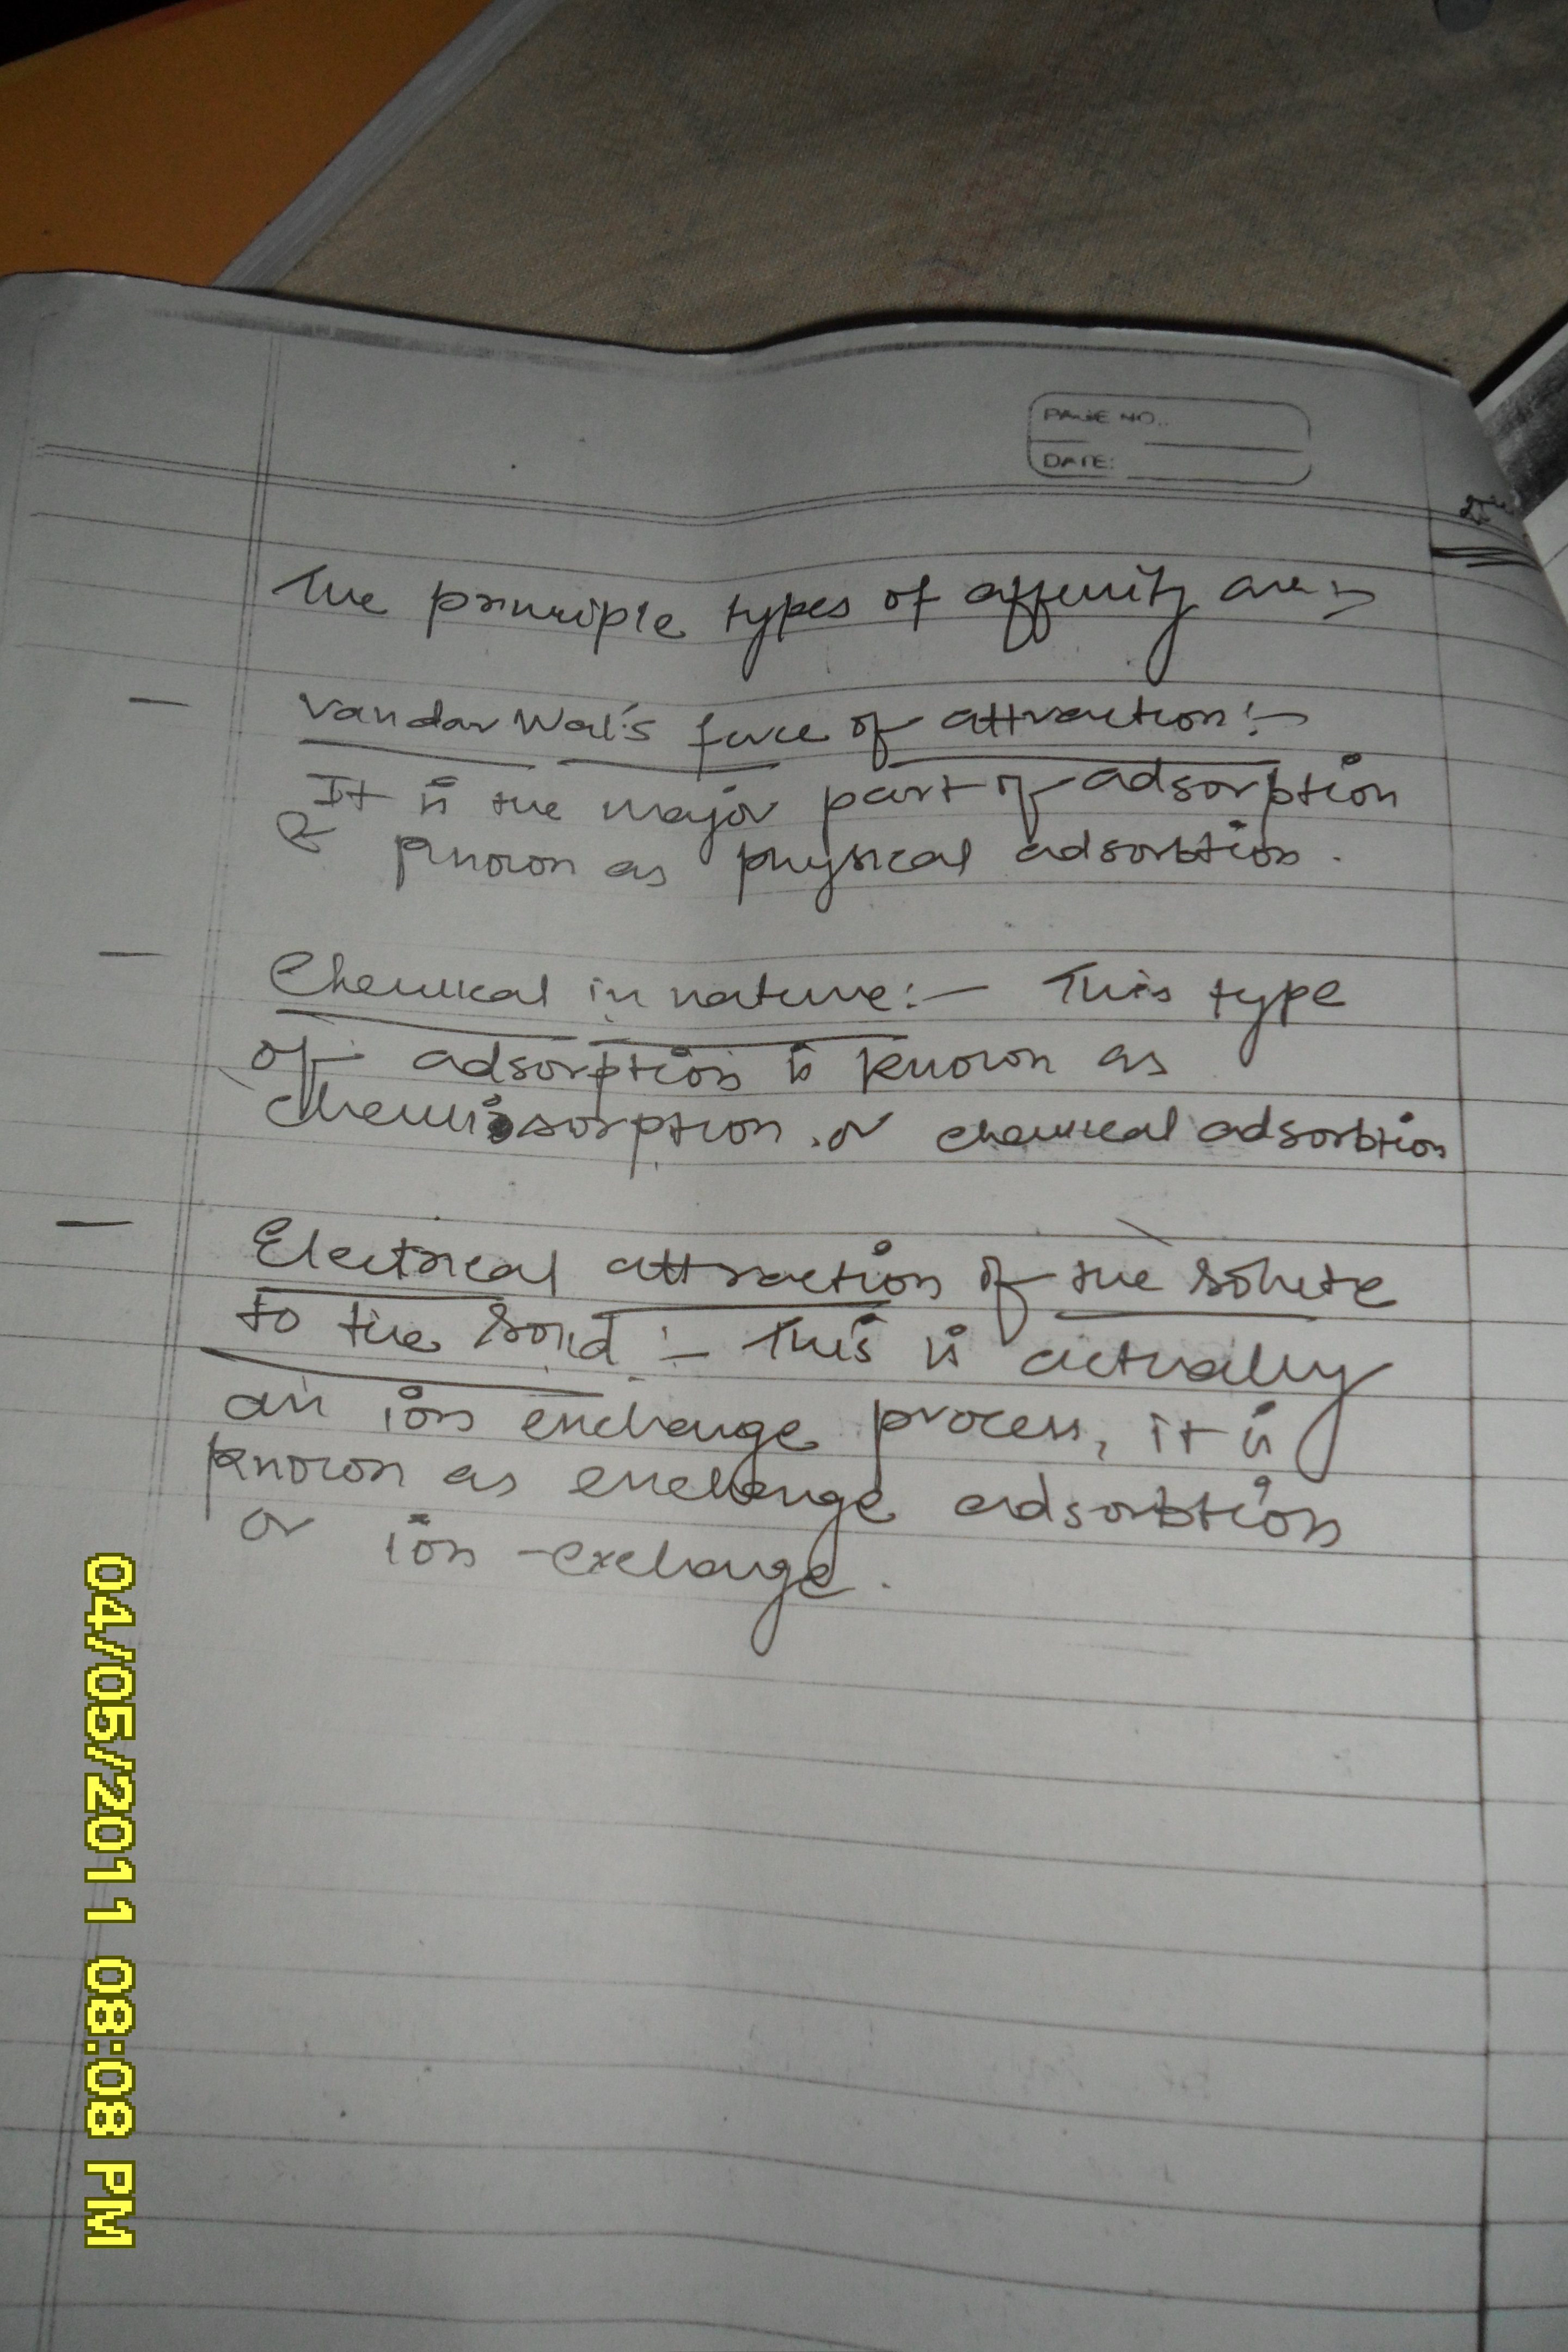 PAGE NO.
DATE:
The principle types of affinity are :-
— Vandar Wal's force of attraction :-
It is the major part of adsorption
& known as physical adsorbtion.
— Chemical in nature :- This type
of adsorption is known as
chemisorption or chemical adsorbtion
— Electrical attraction of the solute
to the solid :- This is actually
an ion exchange process, it is
known as exchange adsorbtion
or ion-exchange.
04/05/2011 08:08 PM